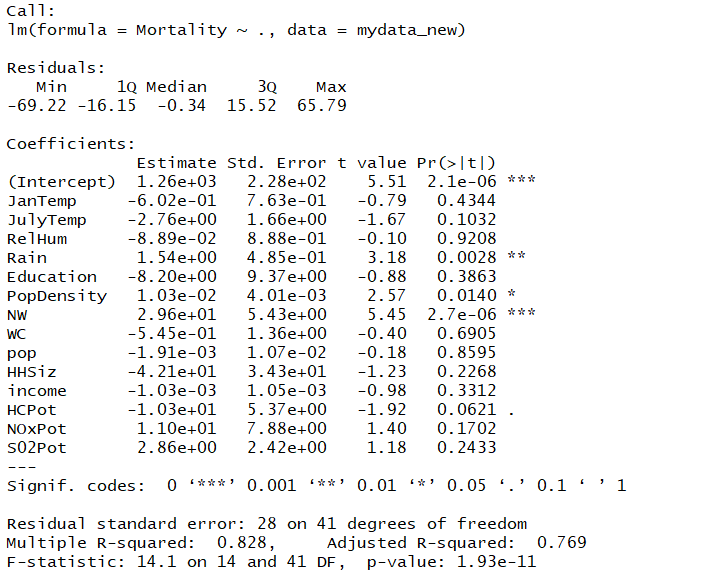 Call:
lm(formula = Mortality ~ ., data = mydata_new)
Residuals:
Min 1Q Median 3Q Max
-69.22 -16.15 -0.34 15.52 65.79
Coefficients:
Estimate Std. Error t value Pr(>|t|)
(Intercept) 1.26e+03 2.28e+02 5.51 2.1e-06 ***
JanTemp -6.02e-01 7.63e-01 -0.79 0.4344
JulyTemp -2.76e+00 1.66e+00 -1.67 0.1032
RelHum -8.89e-02 8.88e-01 -0.10 0.9208
Rain 1.54e+00 4.85e-01 3.18 0.0028 **
Education -8.20e+00 9.37e+00 -0.88 0.3863
PopDensity 1.03e-02 4.01e-03 2.57 0.0140 *
NW 2.96e+01 5.43e+00 5.45 2.7e-06 ***
WC -5.45e-01 1.36e+00 -0.40 0.6905
pop -1.91e-03 1.07e-02 -0.18 0.8595
HHSiz -4.21e+01 3.43e+01 -1.23 0.2268
income -1.03e-03 1.05e-03 -0.98 0.3312
HCPot -1.03e+01 5.37e+00 -1.92 0.0621 .
NOxPot 1.10e+01 7.88e+00 1.40 0.1702
SO2Pot 2.86e+00 2.42e+00 1.18 0.2433
---
Signif. codes: 0 ‘***’ 0.001 ‘**’ 0.01 ‘*’ 0.05 ‘.’ 0.1 ‘ ’ 1
Residual standard error: 28 on 41 degrees of freedom
Multiple R-squared: 0.828, Adjusted R-squared: 0.769
F-statistic: 14.1 on 14 and 41 DF, p-value: 1.93e-11